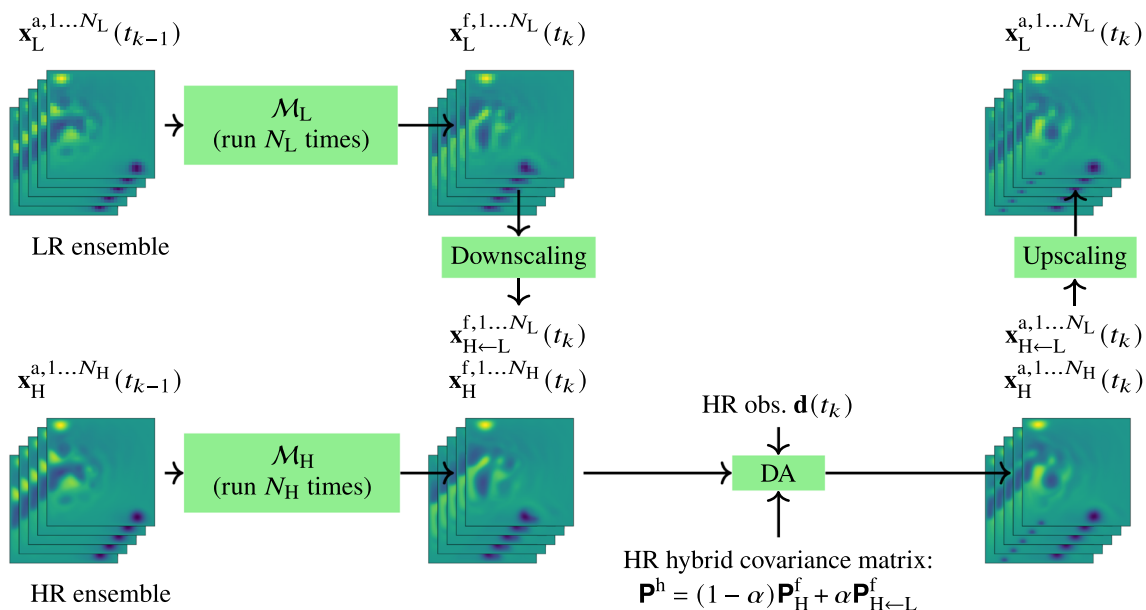 𝐱_L^{a,1…N_L}(t_{k−1})
𝐱_L^{f,1…N_L}(t_k)
𝐱_L^{a,1…N_L}(t_k)
ℳ_L
(run N_L times)
LR ensemble
Downscaling
Upscaling
𝐱_{H←L}^{f,1…N_L}(t_k)
𝐱_{H←L}^{a,1…N_L}(t_k)
𝐱_H^{a,1…N_H}(t_{k−1})
𝐱_H^{f,1…N_H}(t_k)
𝐱_H^{a,1…N_H}(t_k)
HR obs. 𝐝(t_k)
ℳ_H
(run N_H times)
DA
HR ensemble
HR hybrid covariance matrix:
𝐏^h = (1 − α)𝐏_H^f + α𝐏_{H←L}^f